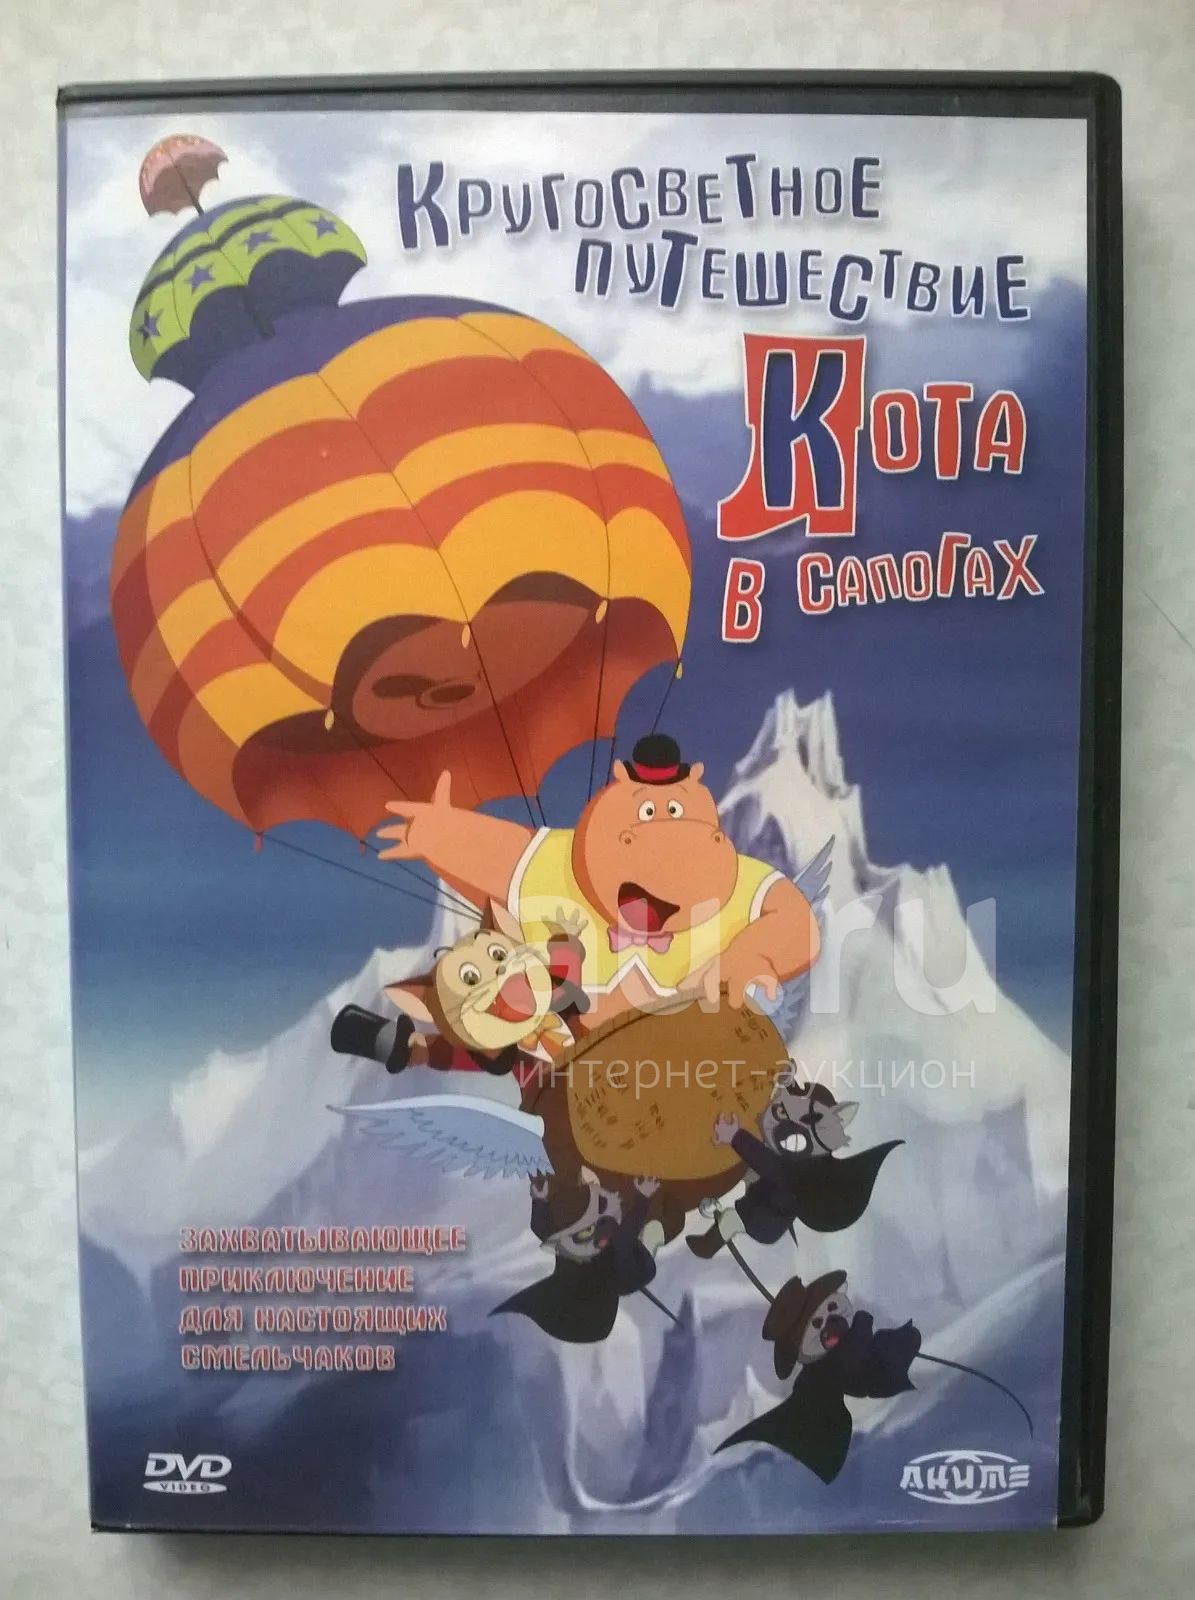 Кругосветное
путешествие
Кота
в сапогах
au.ru
интернет-аукцион
Захватывающее
приключение
для настоящих
смельчаков
DVD
VIDEO
АНИМЕ